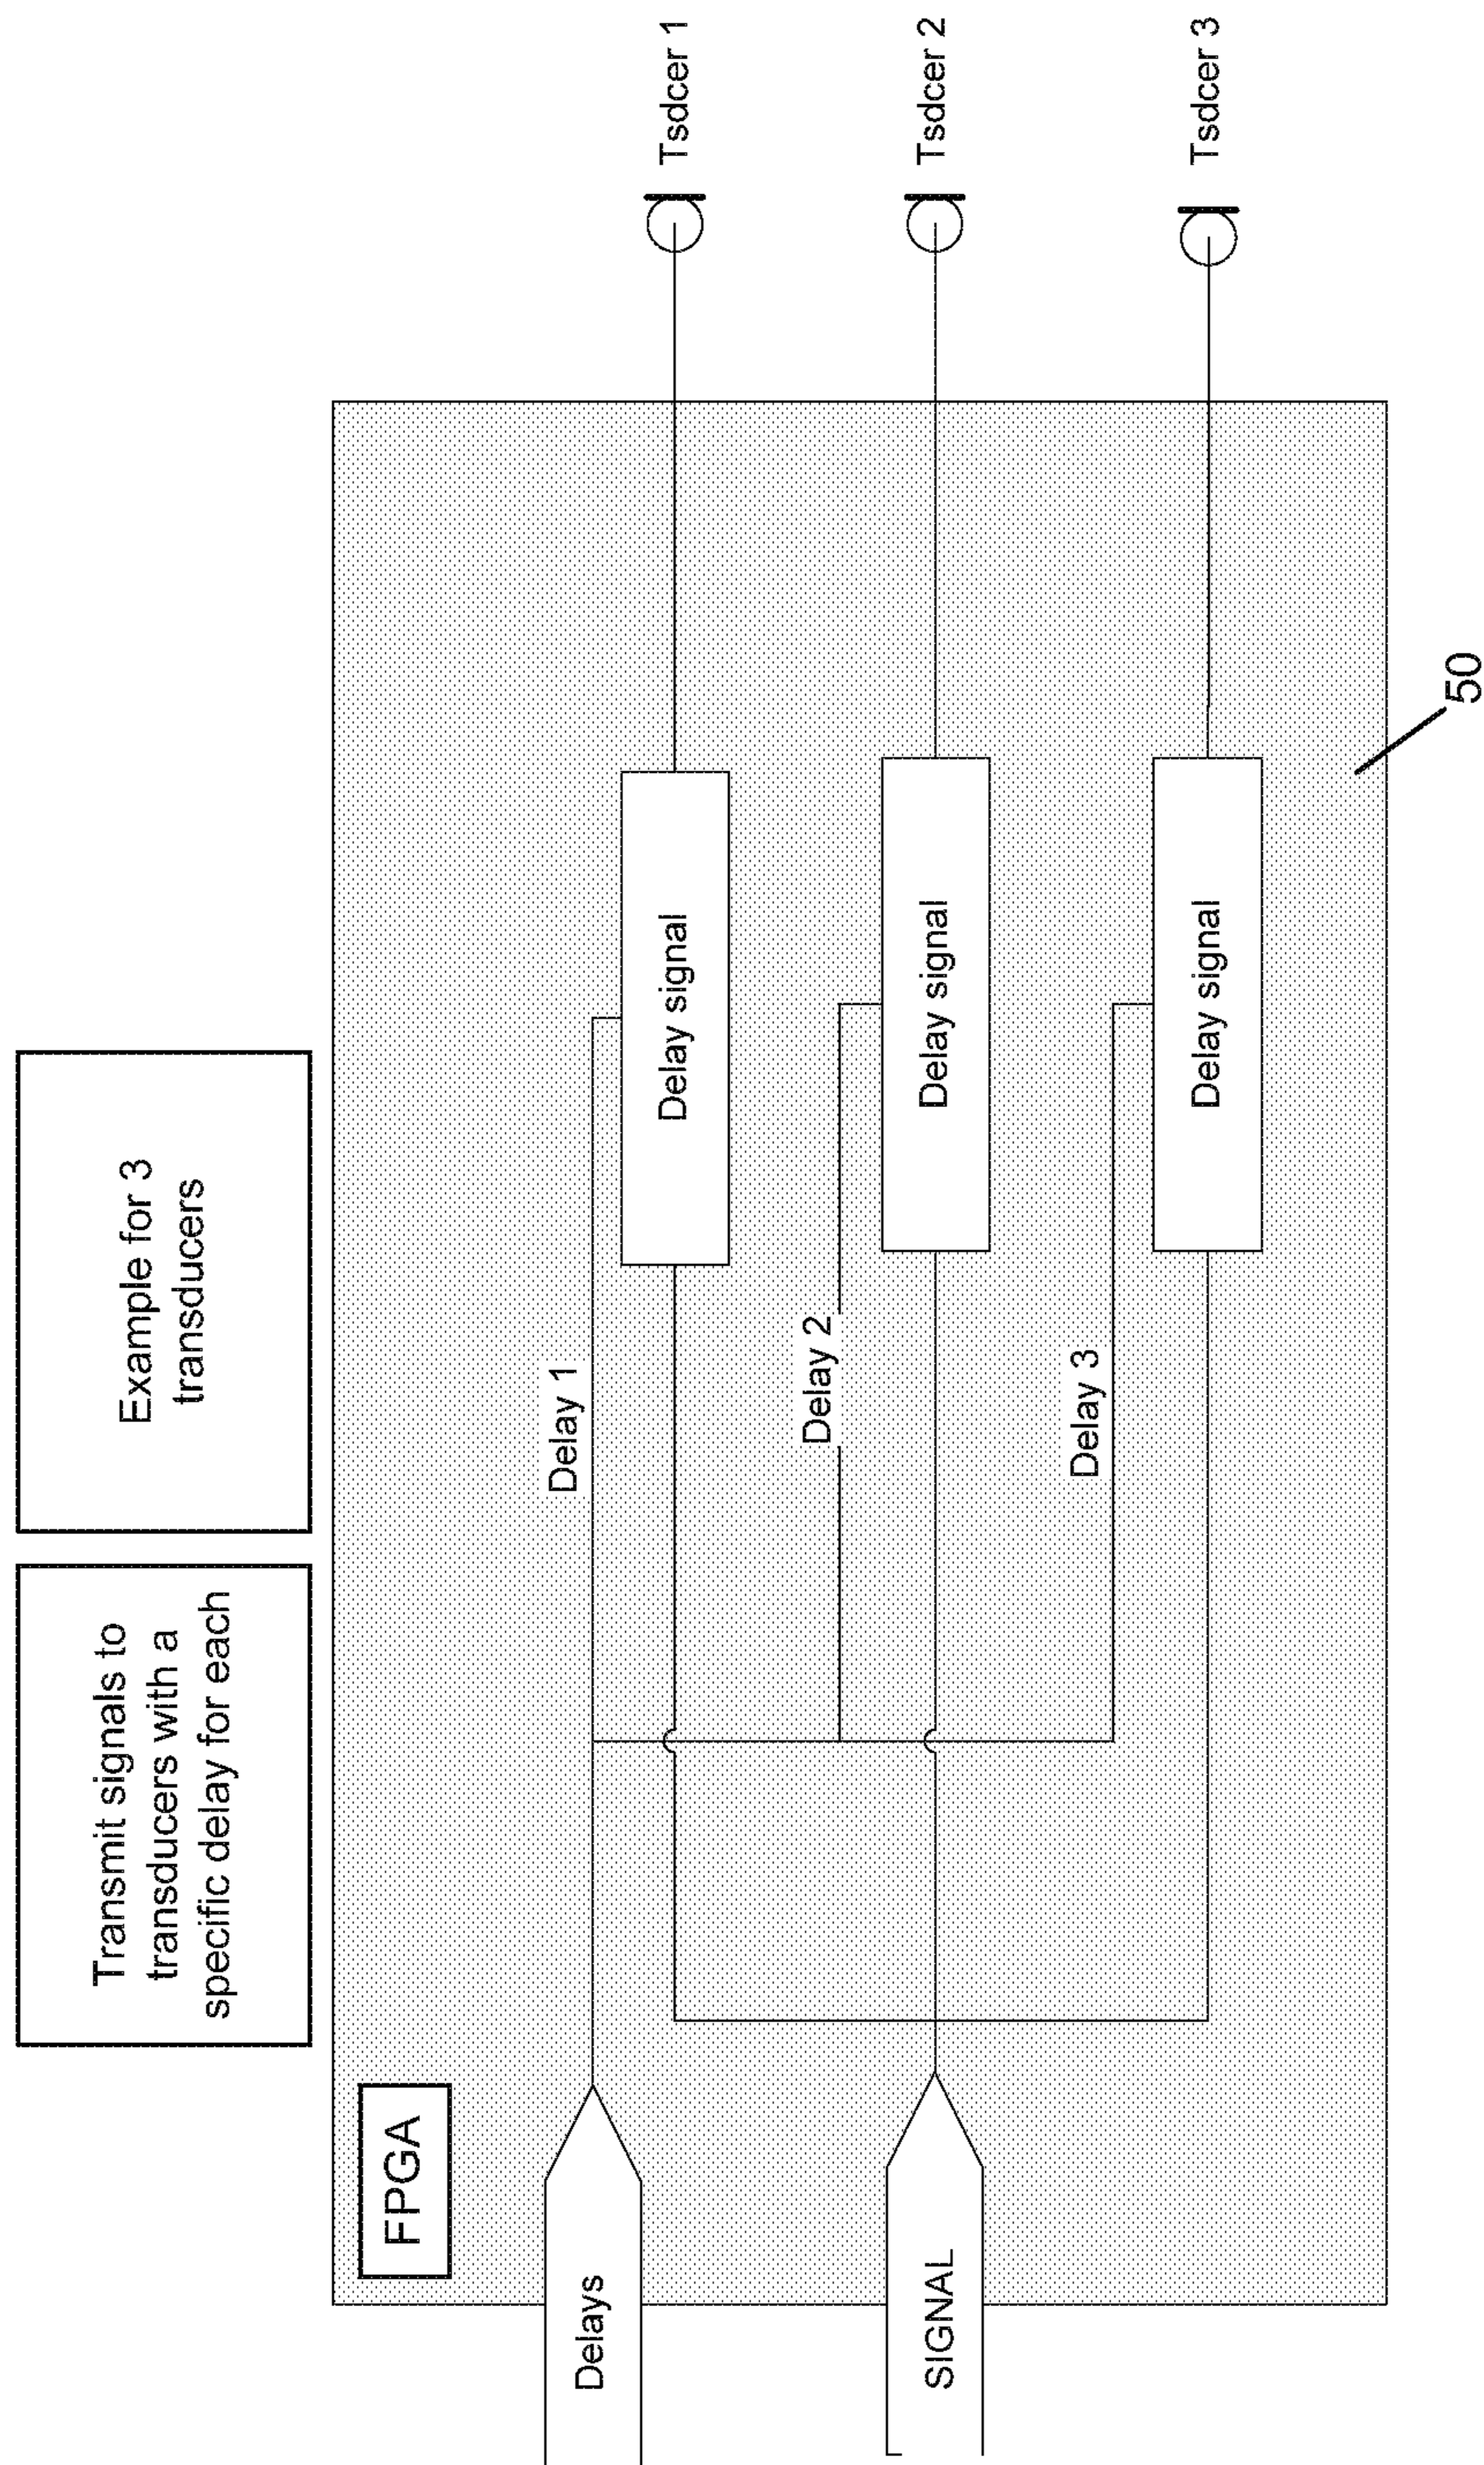 Transmit signals to
transducers with a
specific delay for each
Example for 3
transducers
FPGA
Delays
Delay 1
Delay signal
Tsdcer 1
SIGNAL
Delay 2
Delay signal
Tsdcer 2
Delay 3
Delay signal
Tsdcer 3
50